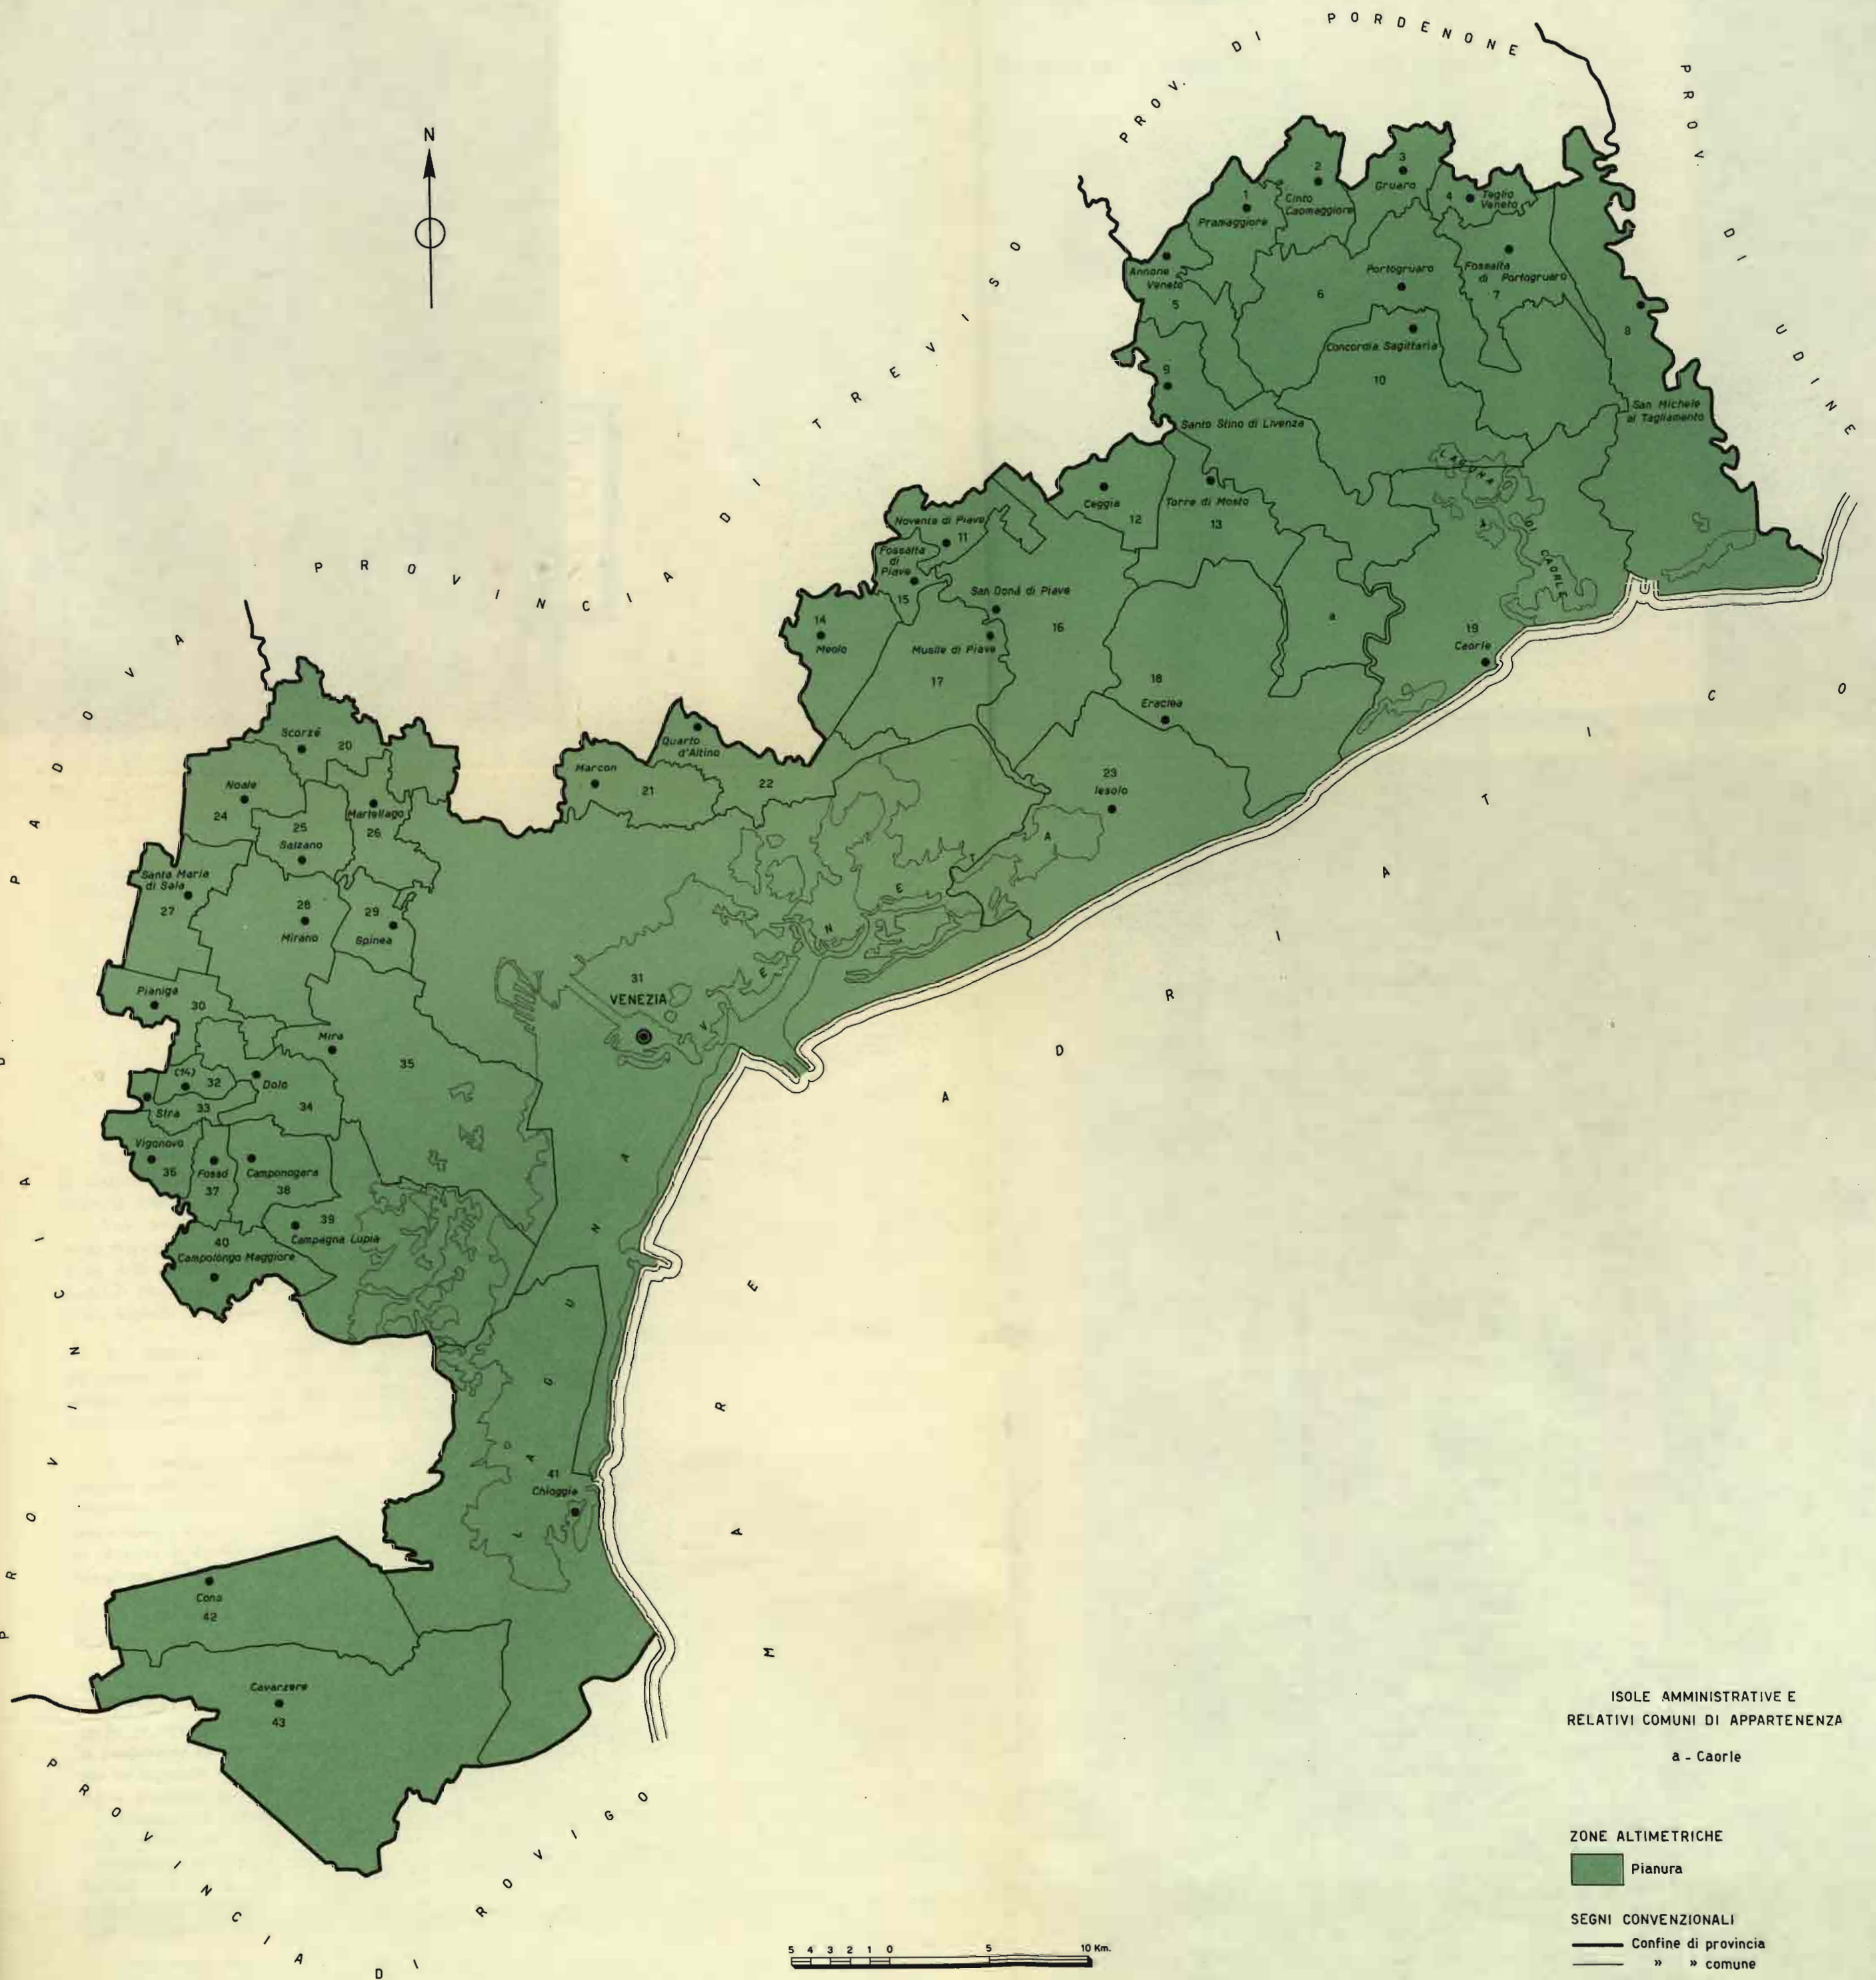 PROV. DI PORDENONE
PROV. DI UDINE
N
PROVINCIA DI TREVISO
PROVINCIA DI PADOVA
PROVINCIA DI ROVIGO
MARE ADRIATICO
1
Pramaggiore
2
Cinto
Caomaggiore
3
Gruaro
4
Teglio
Veneto
Annone
Veneto
5
6
Portogruaro
Fossalta
di Portogruaro
7
8
San Michele
al Tagliamento
9
Santo Stino di Livenza
Concordia Sagittaria
10
LAGUNA DI CAORLE
Noventa di Piave
11
Ceggia
12
Torre di Mosto
13
14
Meolo
Fossalta
di
Piave
15
San Doná di Piave
16
Musile di Piave
17
18
Eraclea
a
19
Caorle
Scorzé
20
Marcon
21
Quarto
d'Altino
22
23
Iesolo
Noale
24
25
Salzano
Martellago
26
Santa Maria
di Sala
27
28
Mirano
29
Spinea
Pianiga
30
31
VENEZIA
LAGUNA VENETA
(14)
32
Stra
33
Dolo
34
Mira
35
Vigonovo
36
Fossó
37
Camponogara
38
39
Campagna Lupia
40
Campolongo Maggiore
41
Chioggia
Cona
42
Cavarzere
43
ISOLE AMMINISTRATIVE E
RELATIVI COMUNI DI APPARTENENZA
a - Caorle
ZONE ALTIMETRICHE
Pianura
SEGNI CONVENZIONALI
Confine di provincia
» » comune
5 4 3 2 1 0 5 10 Km.